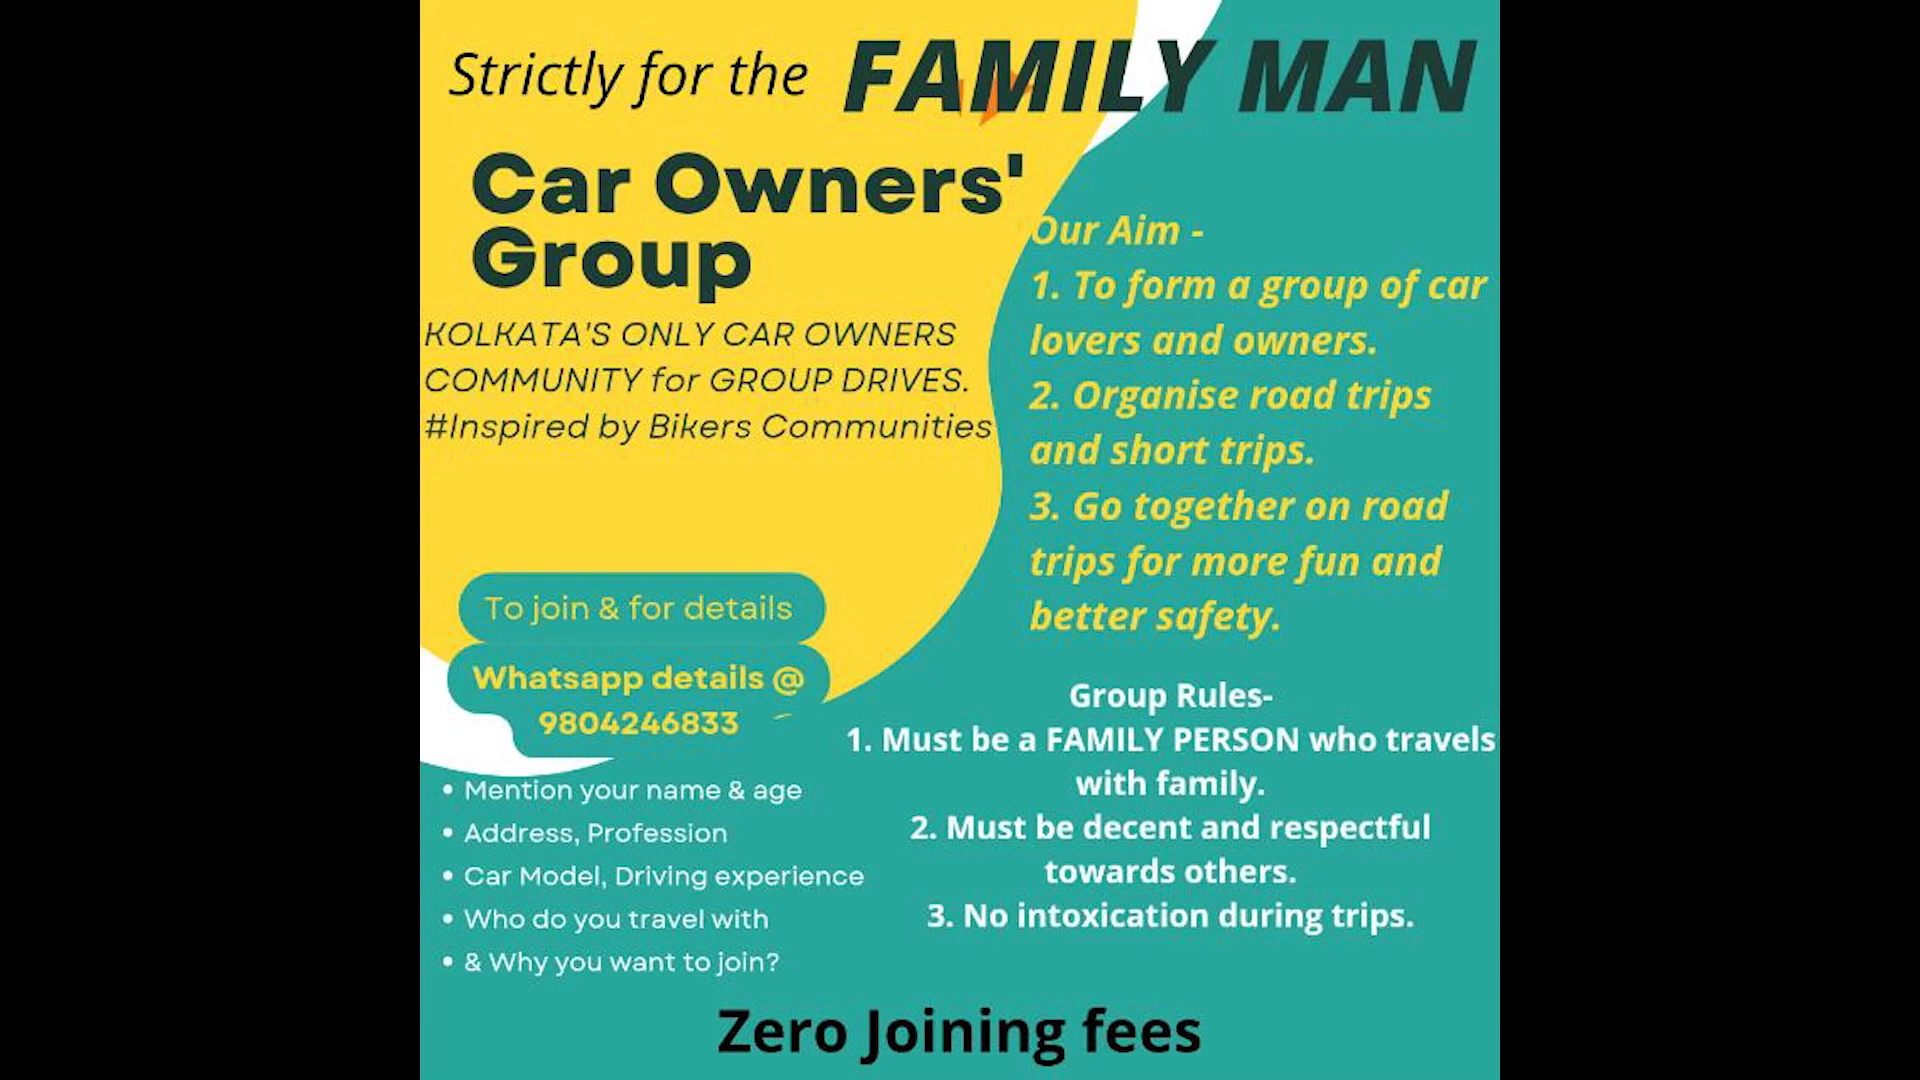 Strictly for the FAMILY MAN
Car Owners'
Group
KOLKATA'S ONLY CAR OWNERS
COMMUNITY for GROUP DRIVES.
#Inspired by Bikers Communities
To join & for details
Whatsapp details @
9804246833
• Mention your name & age
• Address, Profession
• Car Model, Driving experience
• Who do you travel with
• & Why you want to join?
Our Aim -
1. To form a group of car
lovers and owners.
2. Organise road trips
and short trips.
3. Go together on road
trips for more fun and
better safety.
Group Rules-
1. Must be a FAMILY PERSON who travels
with family.
2. Must be decent and respectful
towards others.
3. No intoxication during trips.
Zero Joining fees